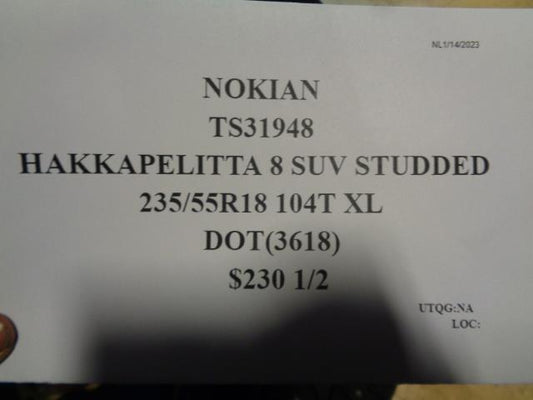 NL1/14/2023
NOKIAN
TS31948
HAKKAPELITTA 8 SUV STUDDED
235/55R18 104T XL
DOT(3618)
$230 1/2
UTQG:NA
LOC: